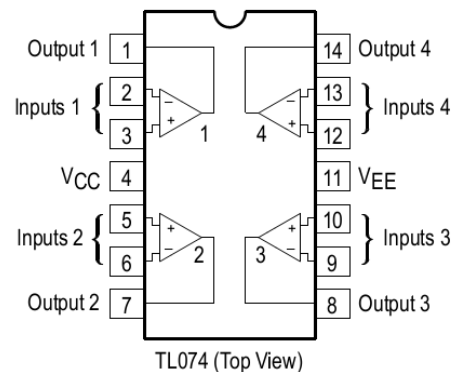 Output 1 1 14 Output 4
Inputs 1 { 2 − − 13 } Inputs 4
3 + 1 4 + 12
VCC 4 11 VEE
Inputs 2 { 5 + + 10 } Inputs 3
6 − 2 3 − 9
Output 2 7 8 Output 3
TL074 (Top View)